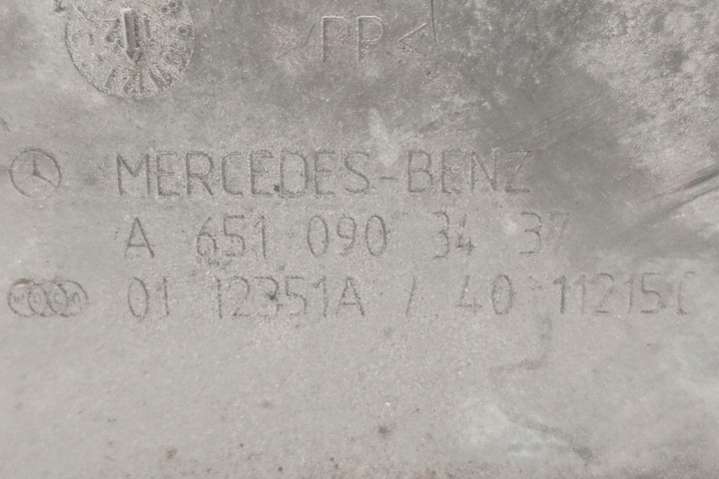 >PP<
MERCEDES-BENZ
A 651 090 34 37
01 12351A / 40 11215